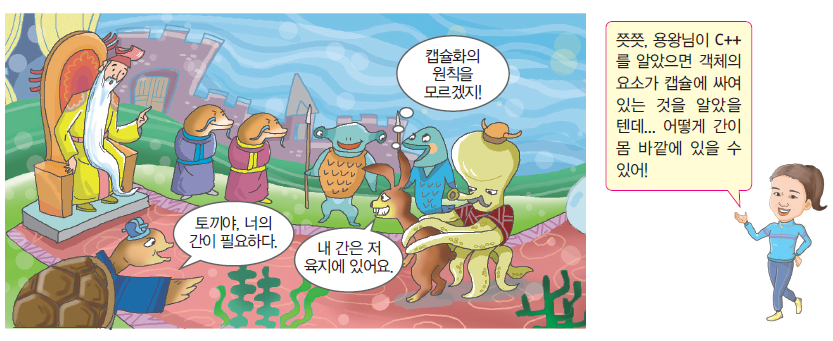 캡슐화의
원칙을
모르겠지!
토끼야, 너의
간이 필요하다.
내 간은 저
육지에 있어요.
쯧쯧, 용왕님이 C++
를 알았으면 객체의
요소가 캡슐에 싸여
있는 것을 알았을
텐데... 어떻게 간이
몸 바깥에 있을 수
있어!